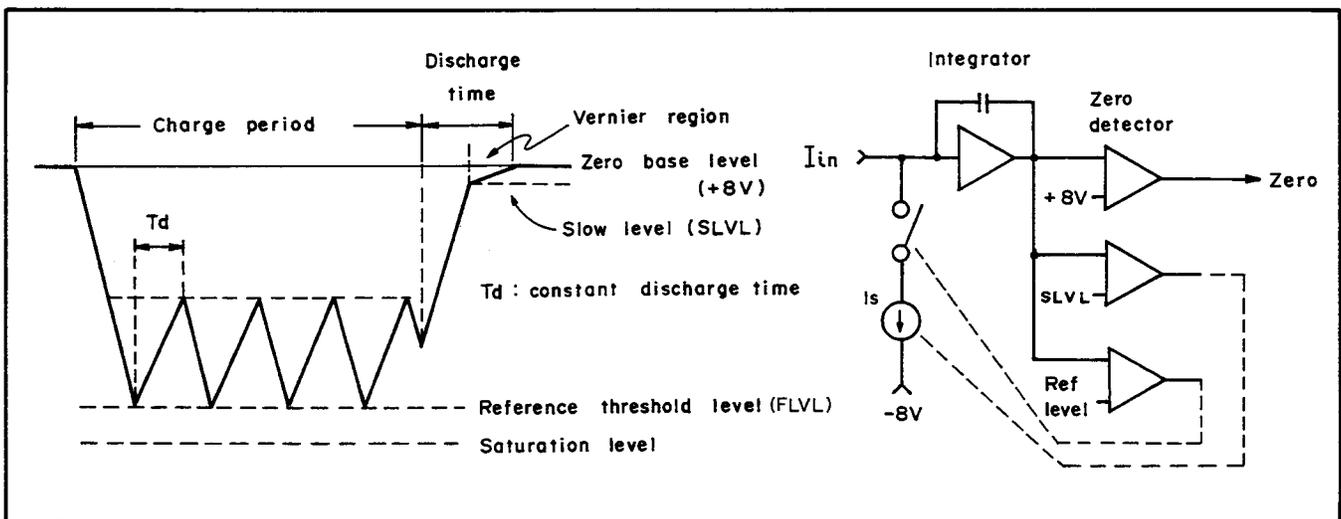 Discharge
time
Charge period
Vernier region
Zero base level
(+8V)
Slow level (SLVL)
Td
Td : constant discharge time
Reference threshold level (FLVL)
Saturation level
Integrator
Zero
detector
Iin
+8V
Zero
SLVL
Is
Ref
level
-8V